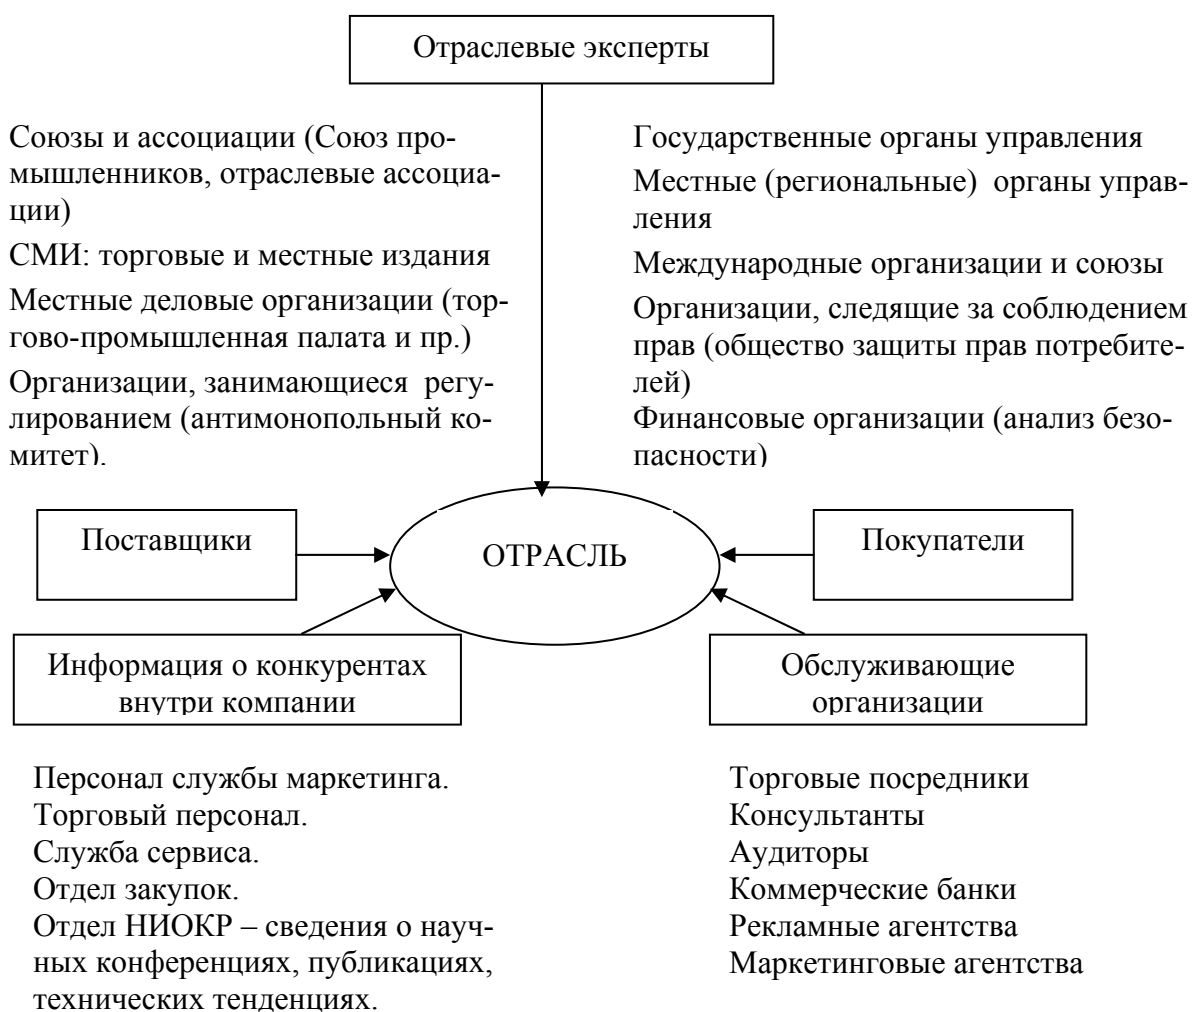 Отраслевые эксперты
Союзы и ассоциации (Союз про-
мышленников, отраслевые ассоциа-
ции)
СМИ: торговые и местные издания
Местные деловые организации (тор-
гово-промышленная палата и пр.)
Организации, занимающиеся регу-
лированием (антимонопольный ко-
митет).
Государственные органы управления
Местные (региональные) органы управ-
ления
Международные организации и союзы
Организации, следящие за соблюдением
прав (общество защиты прав потребите-
лей)
Финансовые организации (анализ безо-
пасности)
Поставщики
ОТРАСЛЬ
Покупатели
Информация о конкурентах
внутри компании
Обслуживающие
организации
Персонал службы маркетинга.
Торговый персонал.
Служба сервиса.
Отдел закупок.
Отдел НИОКР – сведения о науч-
ных конференциях, публикациях,
технических тенденциях.
Торговые посредники
Консультанты
Аудиторы
Коммерческие банки
Рекламные агентства
Маркетинговые агентства